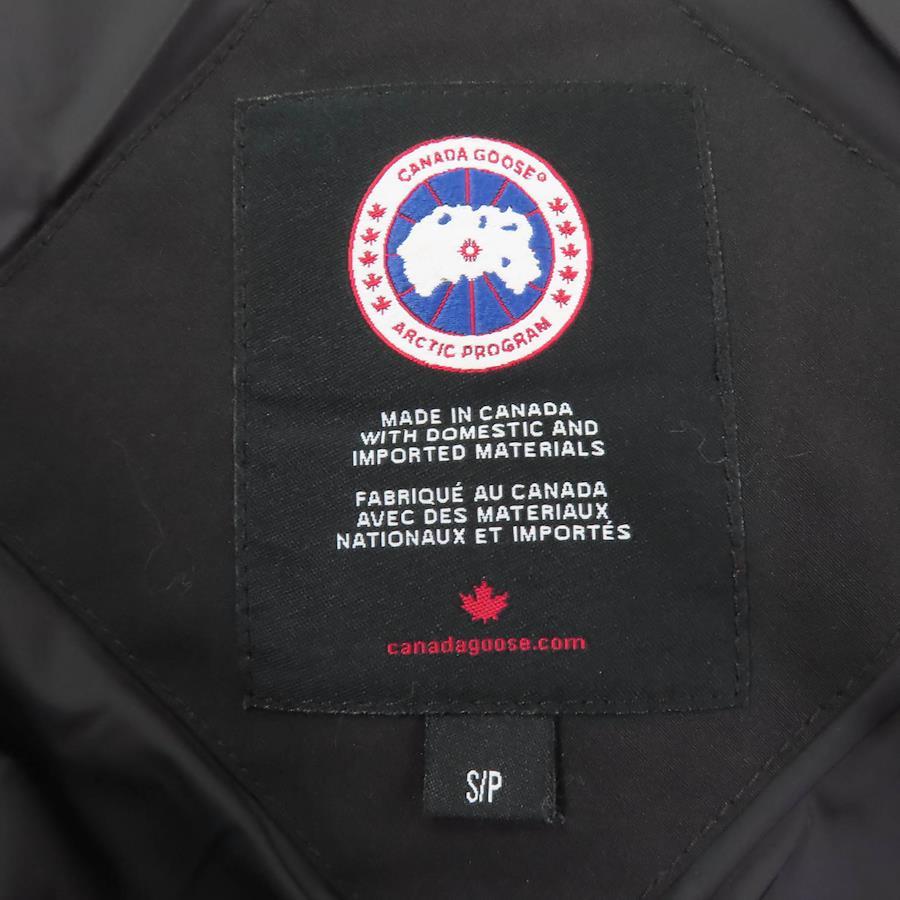 CANADA GOOSE®
ARCTIC PROGRAM
MADE IN CANADA
WITH DOMESTIC AND
IMPORTED MATERIALS
FABRIQUÉ AU CANADA
AVEC DES MATERIAUX
NATIONAUX ET IMPORTÉS
canadagoose.com
S/P